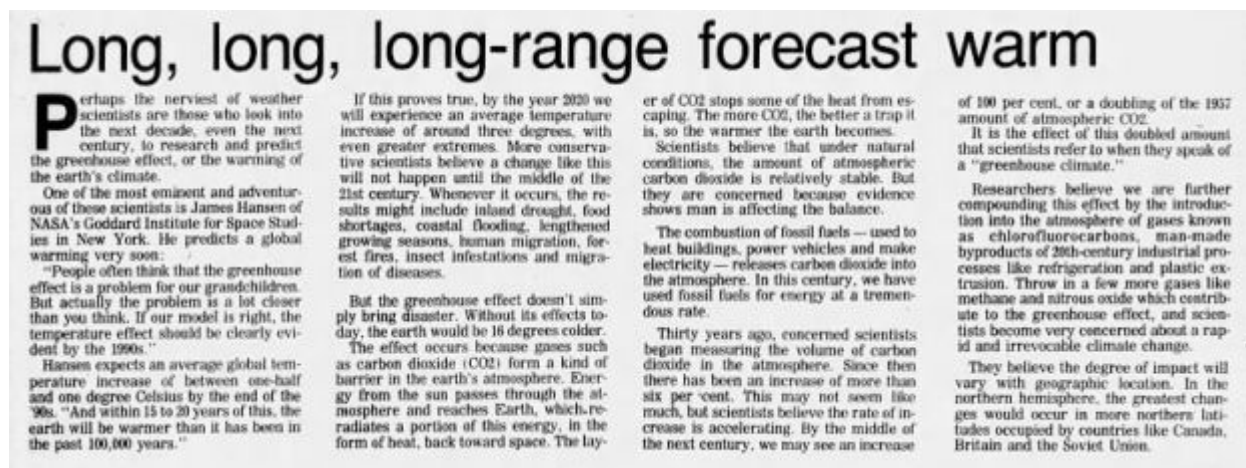 Long, long, long-range forecast warm
Perhaps the nerviest of weather
scientists are those who look into
the next decade, even the next
century, to research and predict
the greenhouse effect, or the warming of
the earth's climate.
One of the most eminent and adventur-
ous of these scientists is James Hansen of
NASA's Goddard Institute for Space Stud-
ies in New York. He predicts a global
warming very soon:
"People often think that the greenhouse
effect is a problem for our grandchildren.
But actually the problem is a lot closer
than you think. If our model is right, the
temperature effect should be clearly evi-
dent by the 1990s."
Hansen expects an average global tem-
perature increase of between one-half
and one degree Celsius by the end of the
'90s. "And within 15 to 20 years of this, the
earth will be warmer than it has been in
the past 100,000 years."
If this proves true, by the year 2020 we
will experience an average temperature
increase of around three degrees, with
even greater extremes. More conserva-
tive scientists believe a change like this
will not happen until the middle of the
21st century. Whenever it occurs, the re-
sults might include inland drought, food
shortages, coastal flooding, lengthened
growing seasons, human migration, for-
est fires, insect infestations and migra-
tion of diseases.
But the greenhouse effect doesn't sim-
ply bring disaster. Without its effects to-
day, the earth would be 16 degrees colder.
The effect occurs because gases such
as carbon dioxide (CO2) form a kind of
barrier in the earth's atmosphere. Ener-
gy from the sun passes through the at-
mosphere and reaches Earth, which re-
radiates a portion of this energy, in the
form of heat, back toward space. The lay-
er of CO2 stops some of the heat from es-
caping. The more CO2, the better a trap it
is, so the warmer the earth becomes.
Scientists believe that under natural
conditions, the amount of atmospheric
carbon dioxide is relatively stable. But
they are concerned because evidence
shows man is affecting the balance.
The combustion of fossil fuels — used to
heat buildings, power vehicles and make
electricity — releases carbon dioxide into
the atmosphere. In this century, we have
used fossil fuels for energy at a tremen-
dous rate.
Thirty years ago, concerned scientists
began measuring the volume of carbon
dioxide in the atmosphere. Since then
there has been an increase of more than
six per cent. This may not seem like
much, but scientists believe the rate of in-
crease is accelerating. By the middle of
the next century, we may see an increase
of 100 per cent, or a doubling of the 1957
amount of atmospheric CO2.
It is the effect of this doubled amount
that scientists refer to when they speak of
a "greenhouse climate."
Researchers believe we are further
compounding this effect by the introduc-
tion into the atmosphere of gases known
as chlorofluorocarbons, man-made
byproducts of 20th-century industrial pro-
cesses like refrigeration and plastic ex-
trusion. Throw in a few more gases like
methane and nitrous oxide which contrib-
ute to the greenhouse effect, and scien-
tists become very concerned about a rap-
id and irrevocable climate change.
They believe the degree of impact will
vary with geographic location. In the
northern hemisphere, the greatest chan-
ges would occur in more northern lati-
tudes occupied by countries like Canada,
Britain and the Soviet Union.